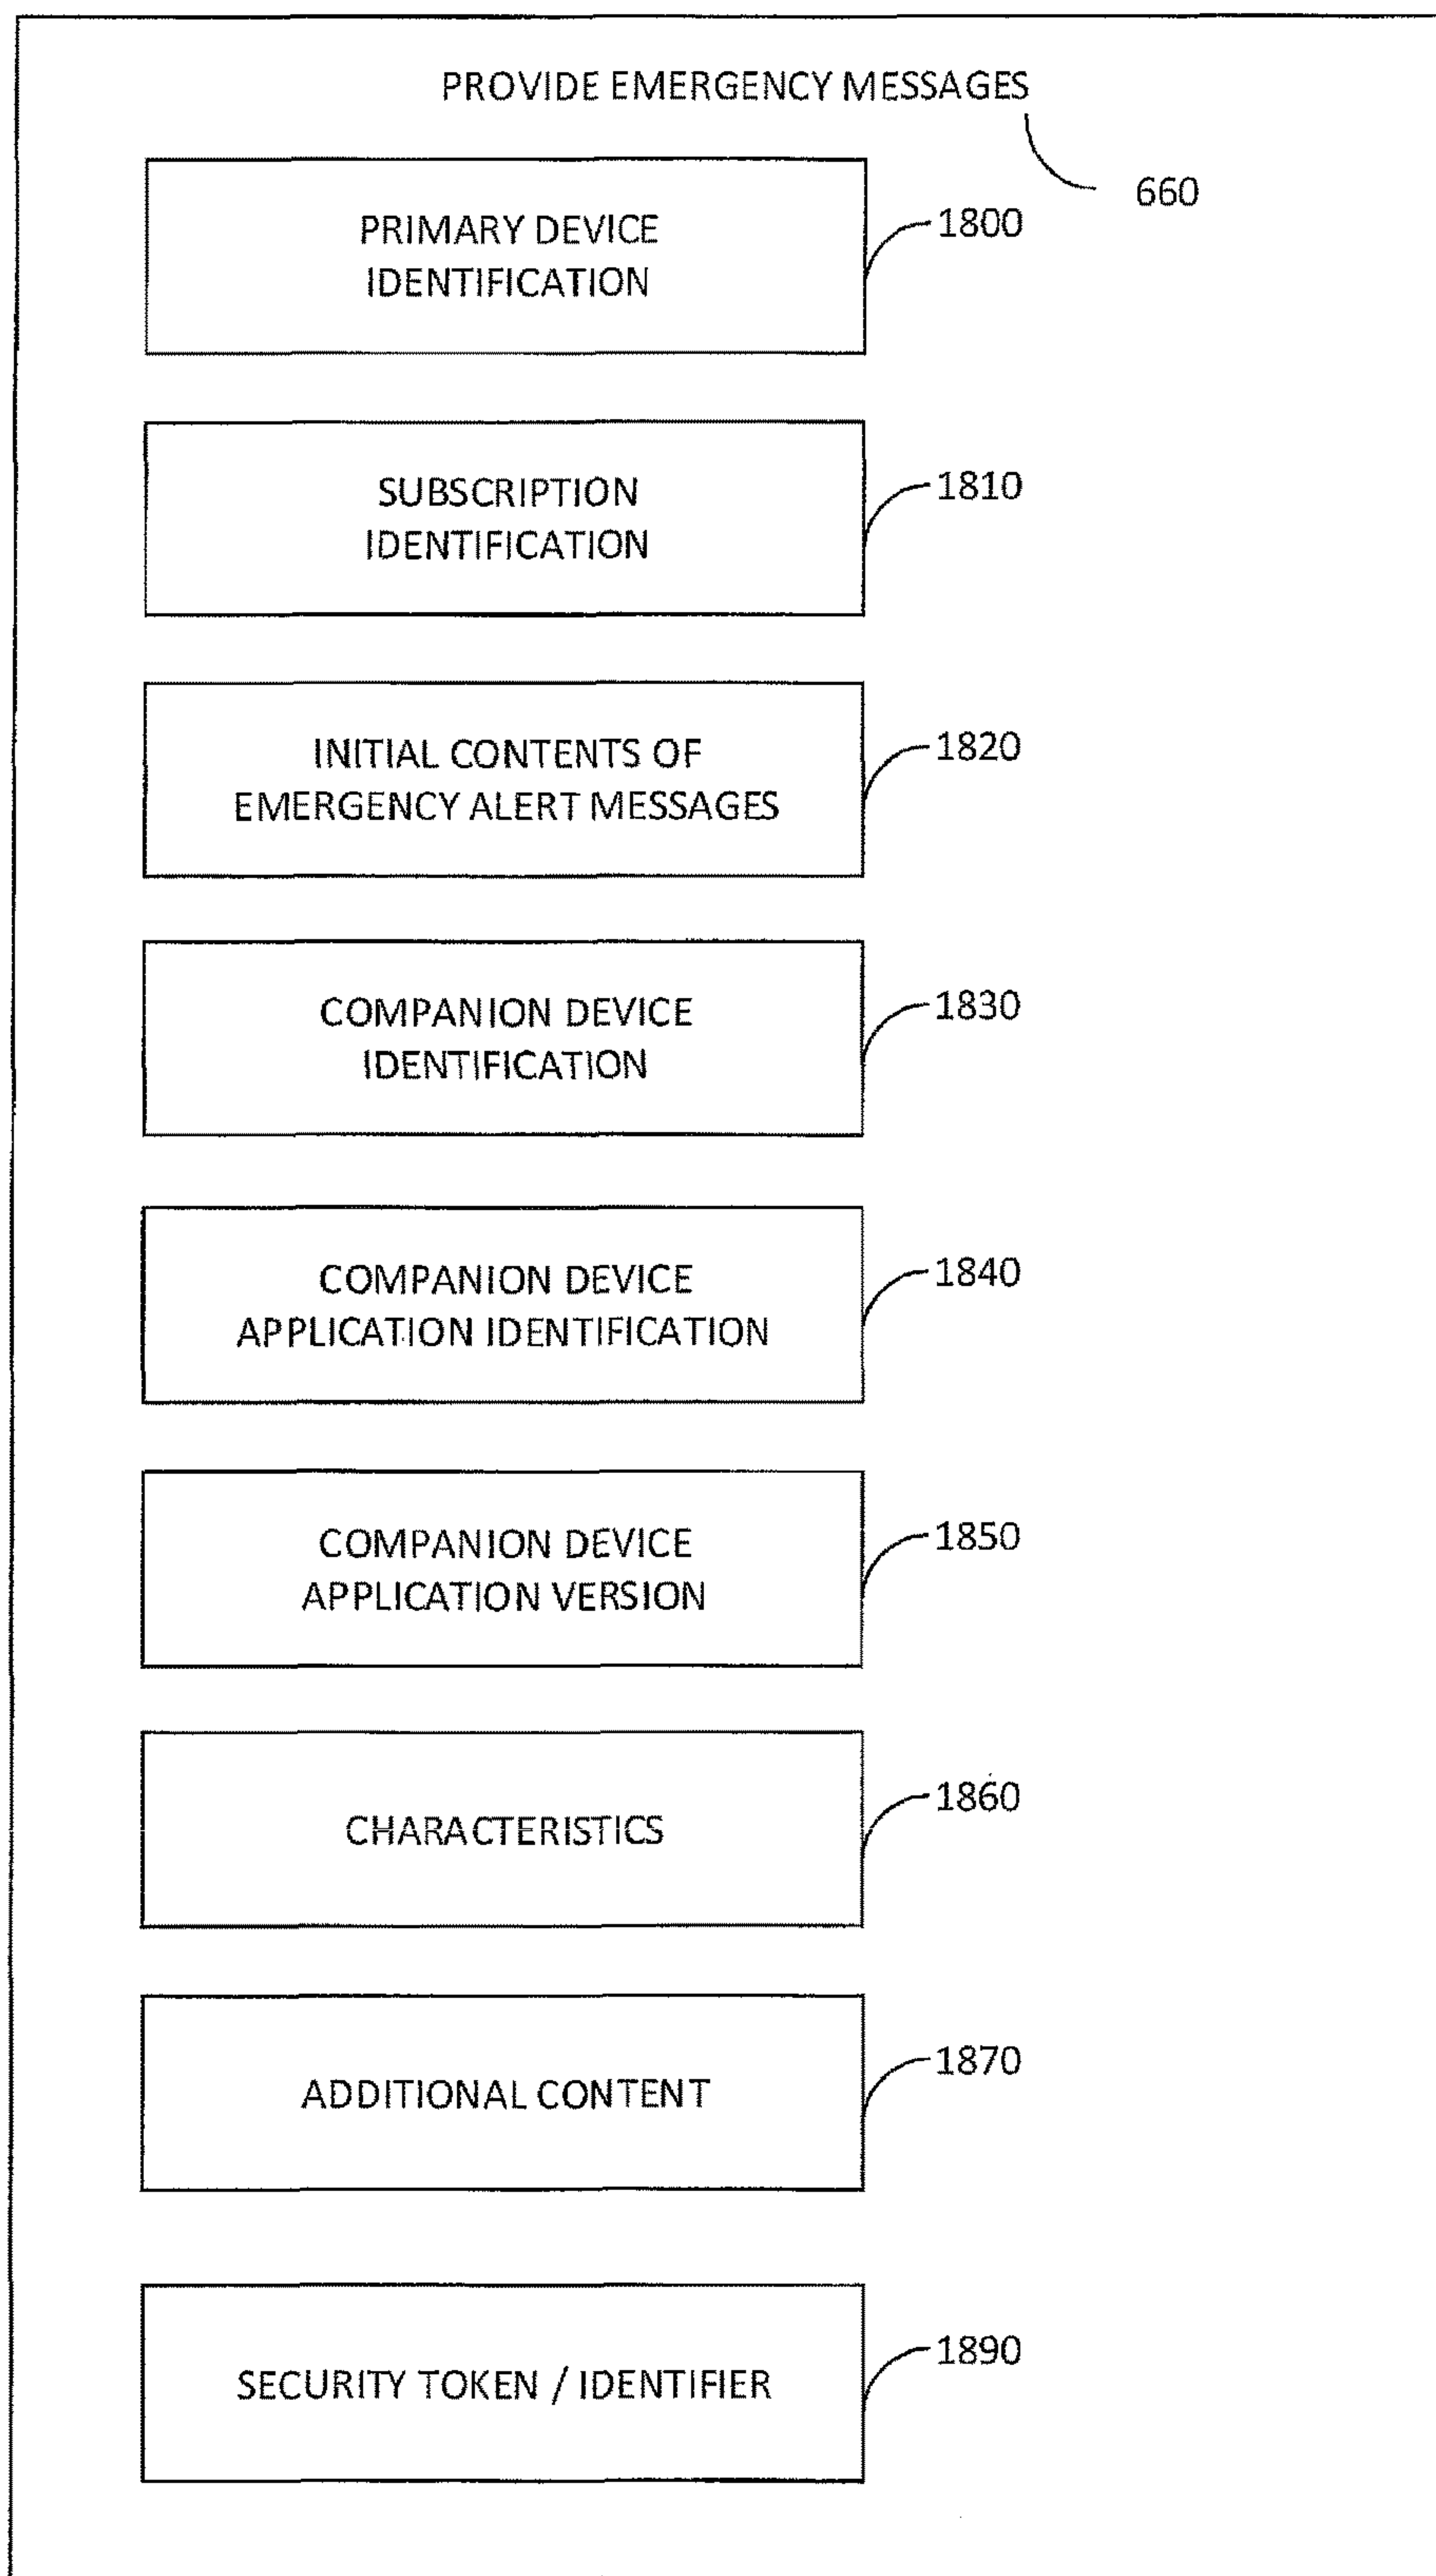 PROVIDE EMERGENCY MESSAGES
660
PRIMARY DEVICE
IDENTIFICATION
1800
SUBSCRIPTION
IDENTIFICATION
1810
INITIAL CONTENTS OF
EMERGENCY ALERT MESSAGES
1820
COMPANION DEVICE
IDENTIFICATION
1830
COMPANION DEVICE
APPLICATION IDENTIFICATION
1840
COMPANION DEVICE
APPLICATION VERSION
1850
CHARACTERISTICS
1860
ADDITIONAL CONTENT
1870
SECURITY TOKEN / IDENTIFIER
1890